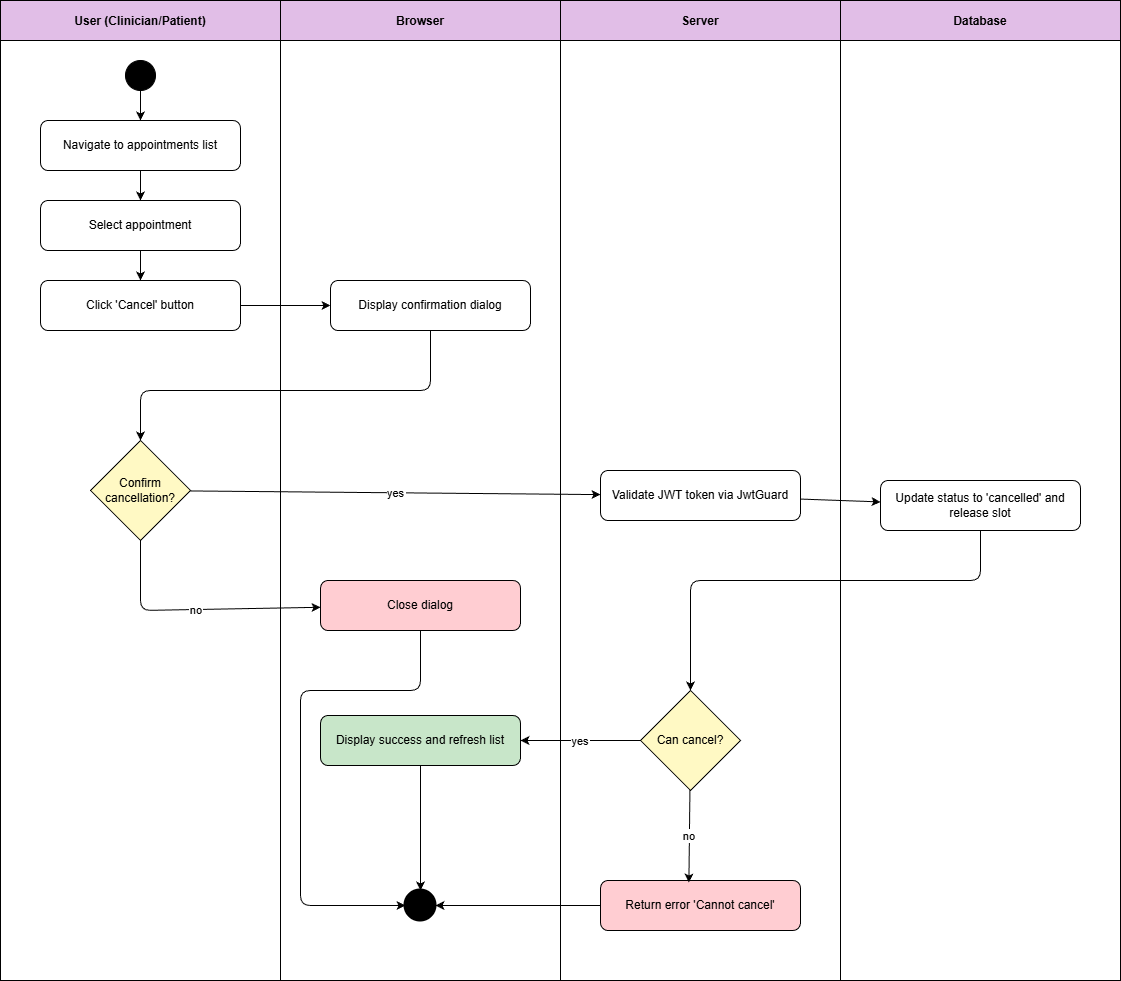 User (Clinician/Patient)
Browser
Server
Database
Navigate to appointments list
Select appointment
Click 'Cancel' button
Display confirmation dialog
Confirm
cancellation?
yes
Validate JWT token via JwtGuard
Update status to 'cancelled' and
release slot
no
Close dialog
Display success and refresh list
yes
Can cancel?
no
Return error 'Cannot cancel'